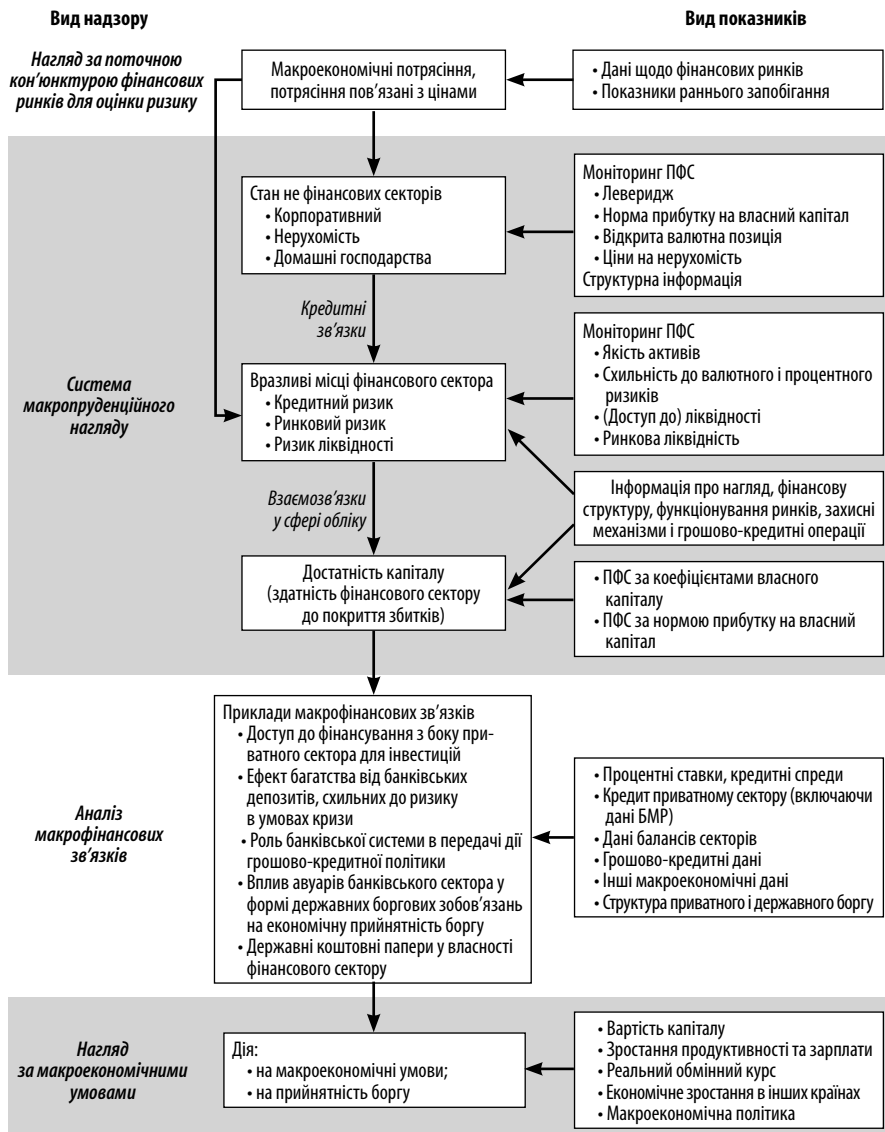 Вид надзору
Вид показників
Нагляд за поточною
кон'юнктурою фінансових
ринків для оцінки ризику
Макроекономічні потрясіння,
потрясіння пов'язані з цінами
• Дані щодо фінансових ринків
• Показники раннього запобігання
Система
макропруденційного
нагляду
Стан не фінансових секторів
• Корпоративний
• Нерухомість
• Домашні господарства
Моніторинг ПФС
• Леверидж
• Норма прибутку на власний капітал
• Відкрита валютна позиція
• Ціни на нерухомість
Структурна інформація
Кредитні
зв'язки
Вразливі місці фінансового сектора
• Кредитний ризик
• Ринковий ризик
• Ризик ліквідності
Моніторинг ПФС
• Якість активів
• Схильність до валютного і процентного
ризиків
• (Доступ до) ліквідності
• Ринкова ліквідність
Взаємозв'язки
у сфері обліку
Інформація про нагляд, фінансову
структуру, функціонування ринків, захисні
механізми і грошово-кредитні операції
Достатність капіталу
(здатність фінансового сектору
до покриття збитків)
• ПФС за коефіцієнтами власного
капіталу
• ПФС за нормою прибутку на власний
капітал
Аналіз
макрофінансових
зв'язків
Приклади макрофінансових зв'язків
• Доступ до фінансування з боку при-
ватного сектора для інвестицій
• Ефект багатства від банківських
депозитів, схильних до ризику
в умовах кризи
• Роль банківської системи в передачі дії
грошово-кредитної політики
• Вплив авуарів банківського сектора у
формі державних боргових зобов'язань
на економічну прийнятність боргу
• Державні коштовні папери у власності
фінансового сектору
• Процентні ставки, кредитні спреди
• Кредит приватному сектору (включаючи
дані БМР)
• Дані балансів секторів
• Грошово-кредитні дані
• Інші макроекономічні дані
• Структура приватного і державного боргу
Нагляд
за макроекономічними
умовами
Дія:
• на макроекономічні умови;
• на прийнятність боргу
• Вартість капіталу
• Зростання продуктивності та зарплати
• Реальний обмінний курс
• Економічне зростання в інших країнах
• Макроекономічна політика